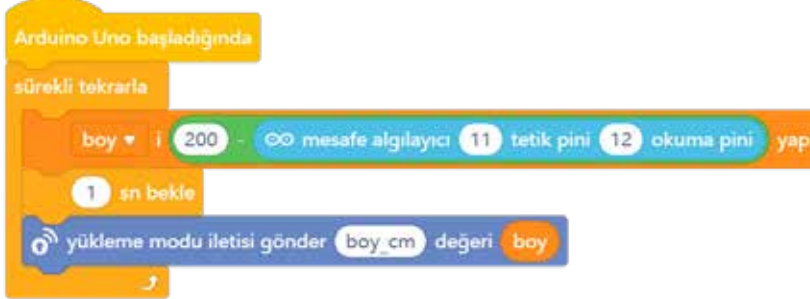 Arduino Uno başladığında
sürekli tekrarla
boy i 200 - mesafe algılayıcı 11 tetik pini 12 okuma pini yap
1 sn bekle
yükleme modu iletisi gönder boy_cm değeri boy